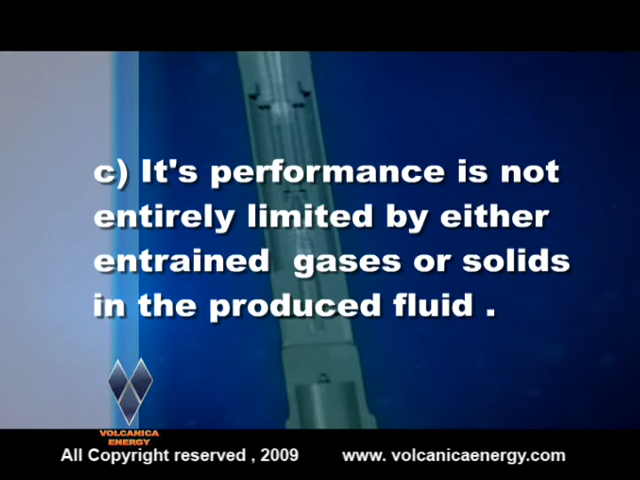 c) It's performance is not
entirely limited by either
entrained gases or solids
in the produced fluid .
VOLCANICA
ENERGY
All Copyright reserved , 2009 www. volcanicaenergy.com